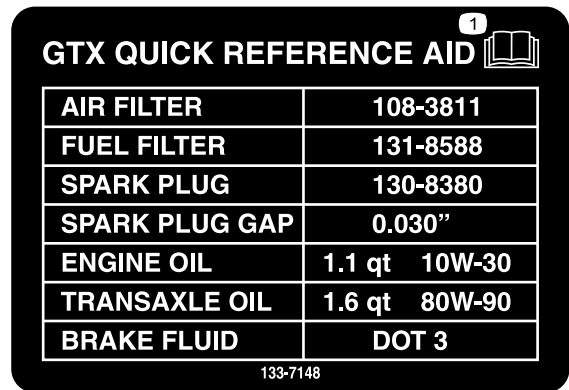 1
GTX QUICK REFERENCE AID
AIR FILTER 108-3811
FUEL FILTER 131-8588
SPARK PLUG 130-8380
SPARK PLUG GAP 0.030”
ENGINE OIL 1.1 qt 10W-30
TRANSAXLE OIL 1.6 qt 80W-90
BRAKE FLUID DOT 3
133-7148